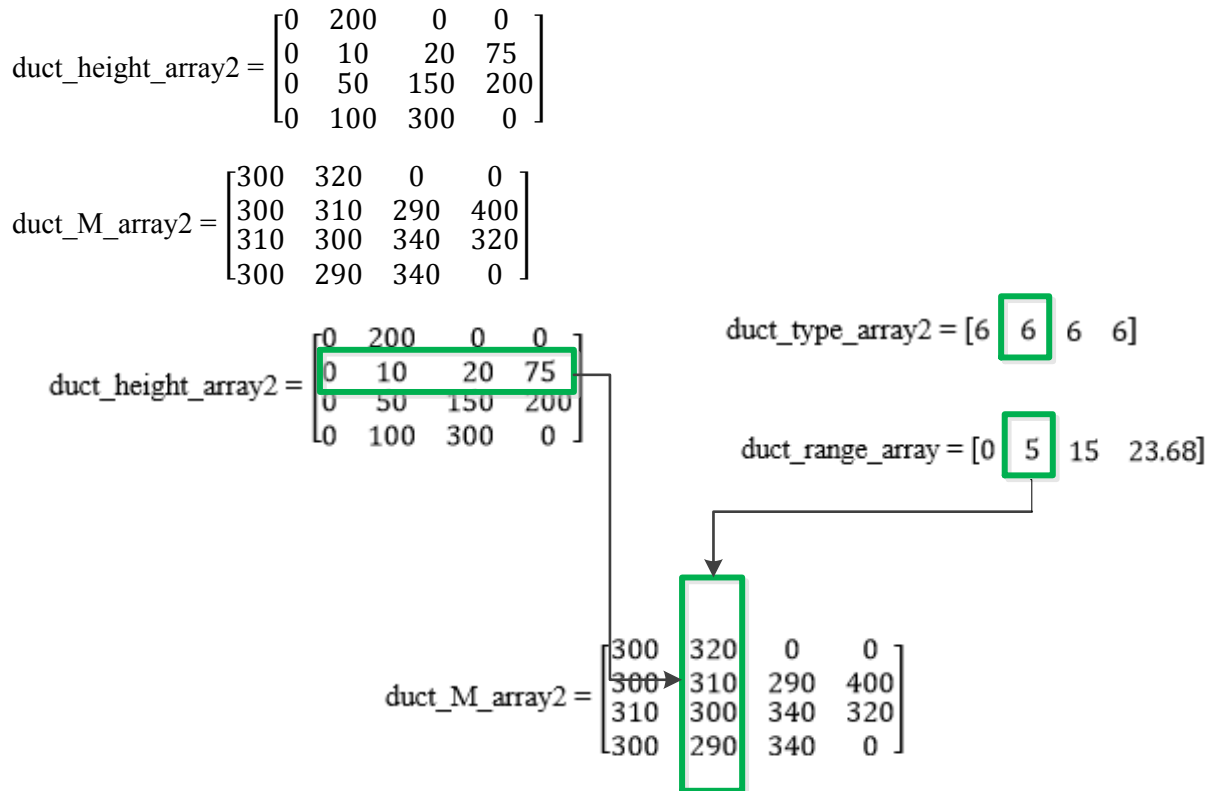 duct_height_array2 = [0 200 0 0
0 10 20 75
0 50 150 200
0 100 300 0]
duct_M_array2 = [300 320 0 0
300 310 290 400
310 300 340 320
300 290 340 0]
duct_height_array2 = [0 200 0 0
0 10 20 75
0 50 150 200
0 100 300 0]
duct_type_array2 = [6 6 6 6]
duct_range_array = [0 5 15 23.68]
duct_M_array2 = [300 320 0 0
300 310 290 400
310 300 340 320
300 290 340 0]